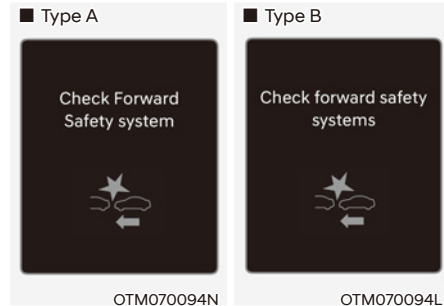 ■ Type A
Check Forward
Safety system
OTM070094N
■ Type B
Check forward safety
systems
OTM070094L